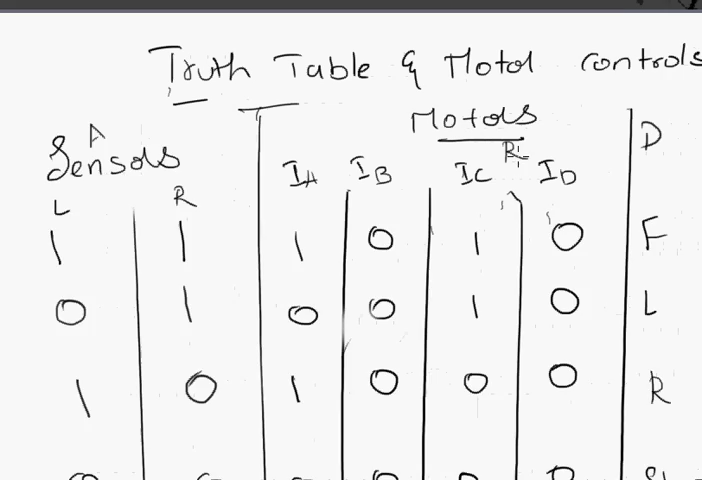 Truth Table & Motor controls
Motors
A
Sensors
D
R
IA IB IC ID
L R
1 1 1 0 1 0 F
0 1 0 0 1 0 L
1 0 1 0 0 0 R